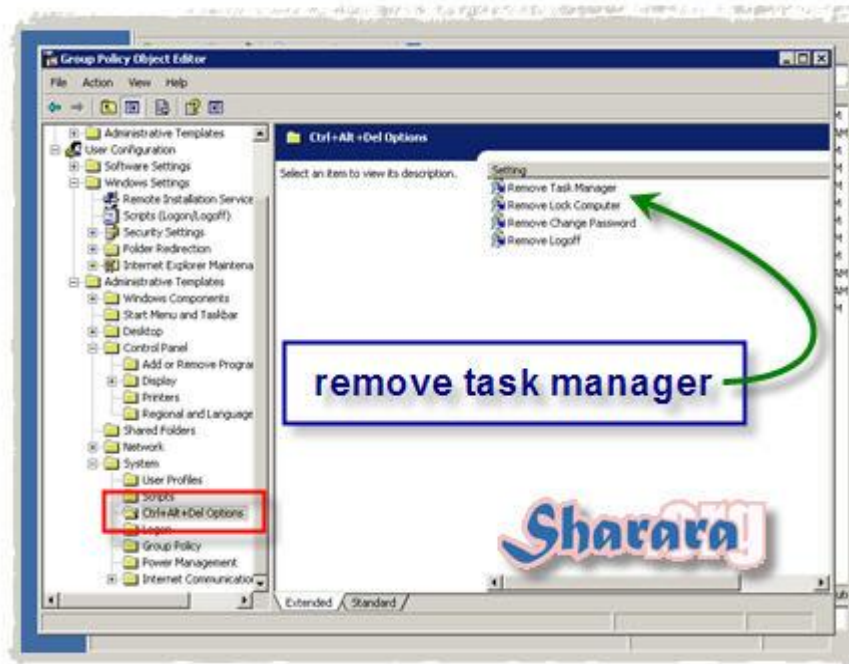 Group Policy Object Editor
File Action View Help
Administrative Templates
User Configuration
Software Settings
Windows Settings
Remote Installation Service
Scripts (Logon/Logoff)
Security Settings
Folder Redirection
Internet Explorer Maintena
Administrative Templates
Windows Components
Start Menu and Taskbar
Desktop
Control Panel
Add or Remove Program
Display
Printers
Regional and Language
Shared Folders
Network
System
User Profiles
Scripts
Ctrl+Alt+Del Options
Logon
Group Policy
Power Management
Internet Communication
Ctrl+Alt+Del Options
Select an item to view its description.
Setting
Remove Task Manager
Remove Lock Computer
Remove Change Password
Remove Logoff
remove task manager
Sharara
org
Extended Standard